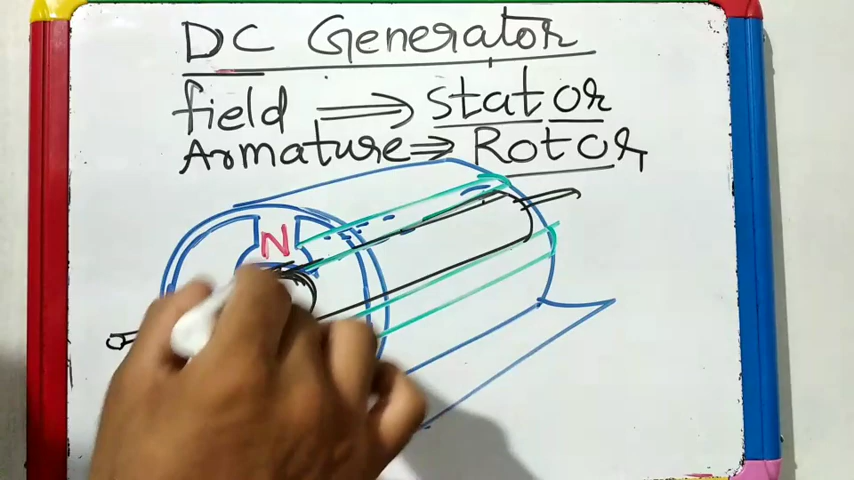 DC Generator
field ⟹ stator
Armature ⇒ Rotor
N